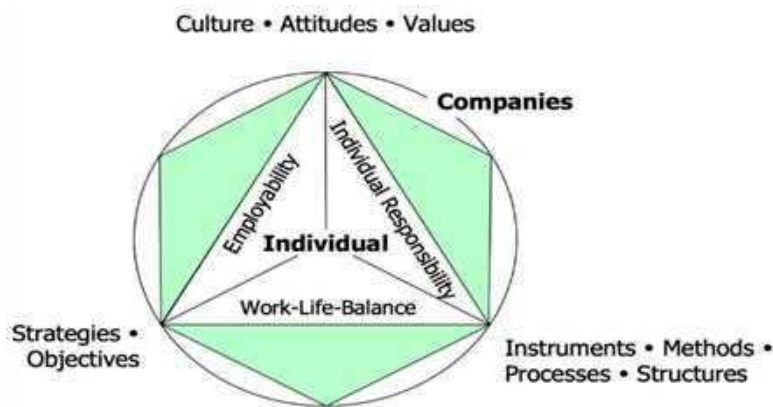 Culture • Attitudes • Values
Companies
Employability
Individual Responsibility
Individual
Work-Life-Balance
Strategies •
Objectives
Instruments • Methods •
Processes • Structures